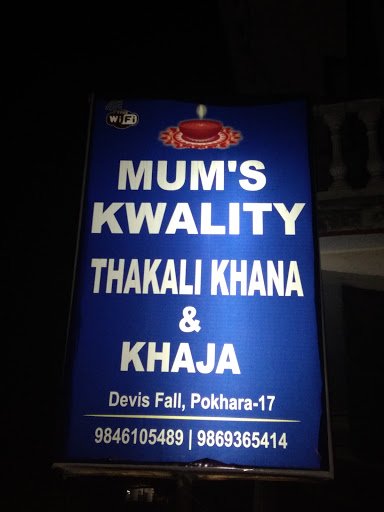 WiFi
MUM'S
KWALITY
THAKALI KHANA
&
KHAJA
Devis Fall, Pokhara-17
9846105489 | 9869365414